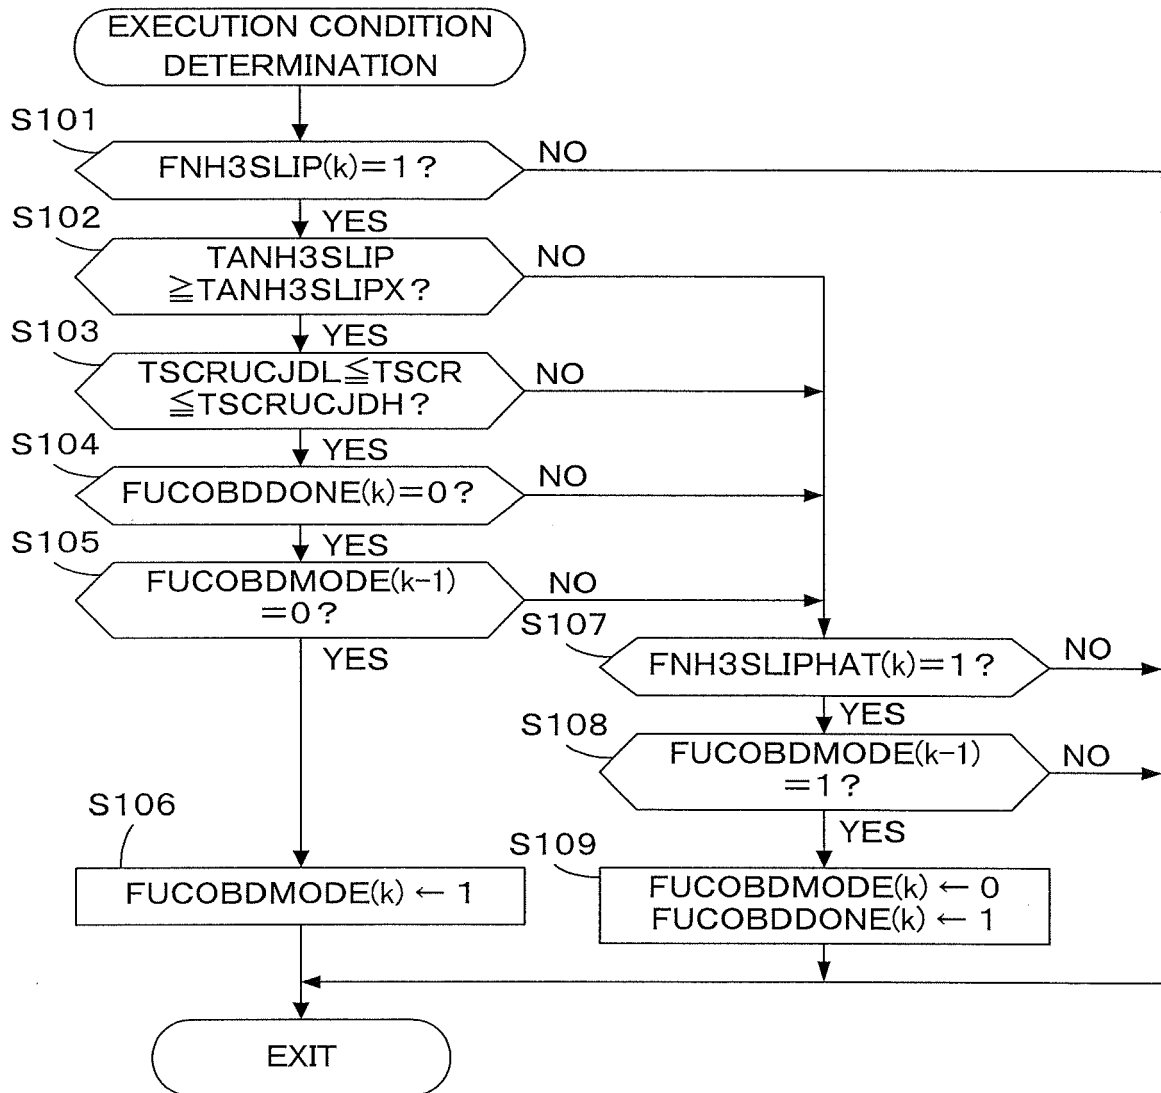 EXECUTION CONDITION
DETERMINATION
S101
FNH3SLIP(k)=1?
NO
YES
S102
TANH3SLIP
≧TANH3SLIPX?
NO
YES
S103
TSCRUCJDL≦TSCR
≦TSCRUCJDH?
NO
YES
S104
FUCOBDDONE(k)=0?
NO
YES
S105
FUCOBDMODE(k-1)
=0?
NO
YES
S107
FNH3SLIPHAT(k)=1?
NO
YES
S108
FUCOBDMODE(k-1)
=1?
NO
YES
S106
FUCOBDMODE(k) ← 1
S109
FUCOBDMODE(k) ← 0
FUCOBDDONE(k) ← 1
EXIT